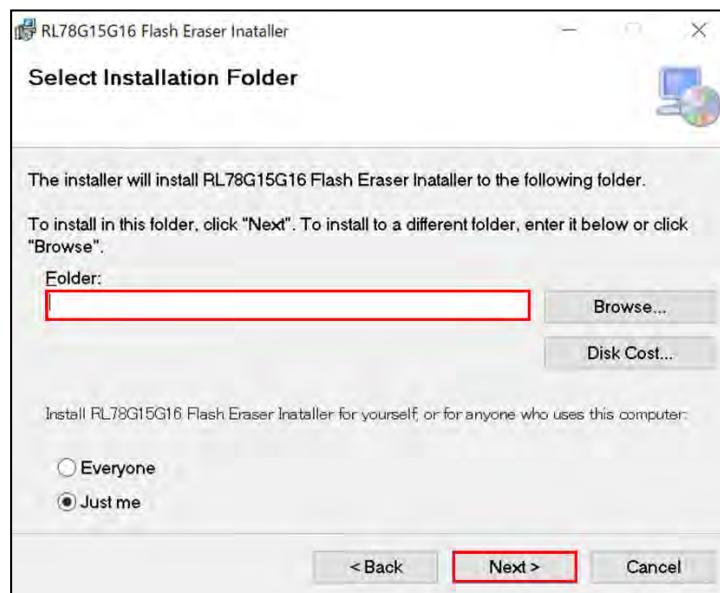 RL78G15G16 Flash Eraser Inataller
Select Installation Folder
The installer will install RL78G15G16 Flash Eraser Inataller to the following folder.
To install in this folder, click "Next". To install to a different folder, enter it below or click
"Browse".
Folder:
Browse...
Disk Cost...
Install RL78G15G16 Flash Eraser Inataller for yourself, or for anyone who uses this computer:
Everyone
Just me
< Back
Next >
Cancel